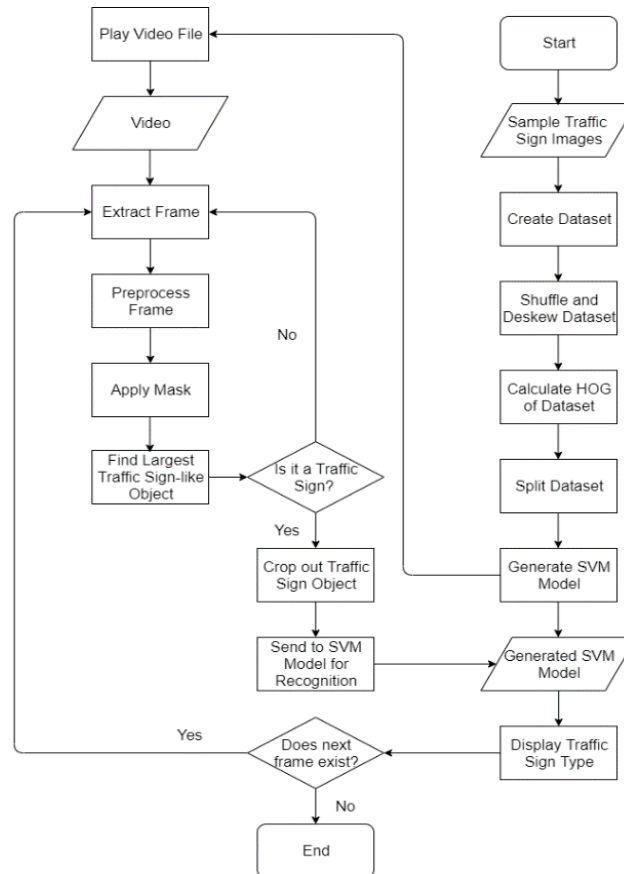 Play Video File
Start
Video
Sample Traffic
Sign Images
Extract Frame
Create Dataset
Preprocess
Frame
Shuffle and
Deskew Dataset
No
Apply Mask
Calculate HOG
of Dataset
Find Largest
Traffic Sign-like
Object
Is it a Traffic
Sign?
Split Dataset
Yes
Crop out Traffic
Sign Object
Generate SVM
Model
Send to SVM
Model for
Recognition
Generated SVM
Model
Yes
Does next
frame exist?
Display Traffic
Sign Type
No
End